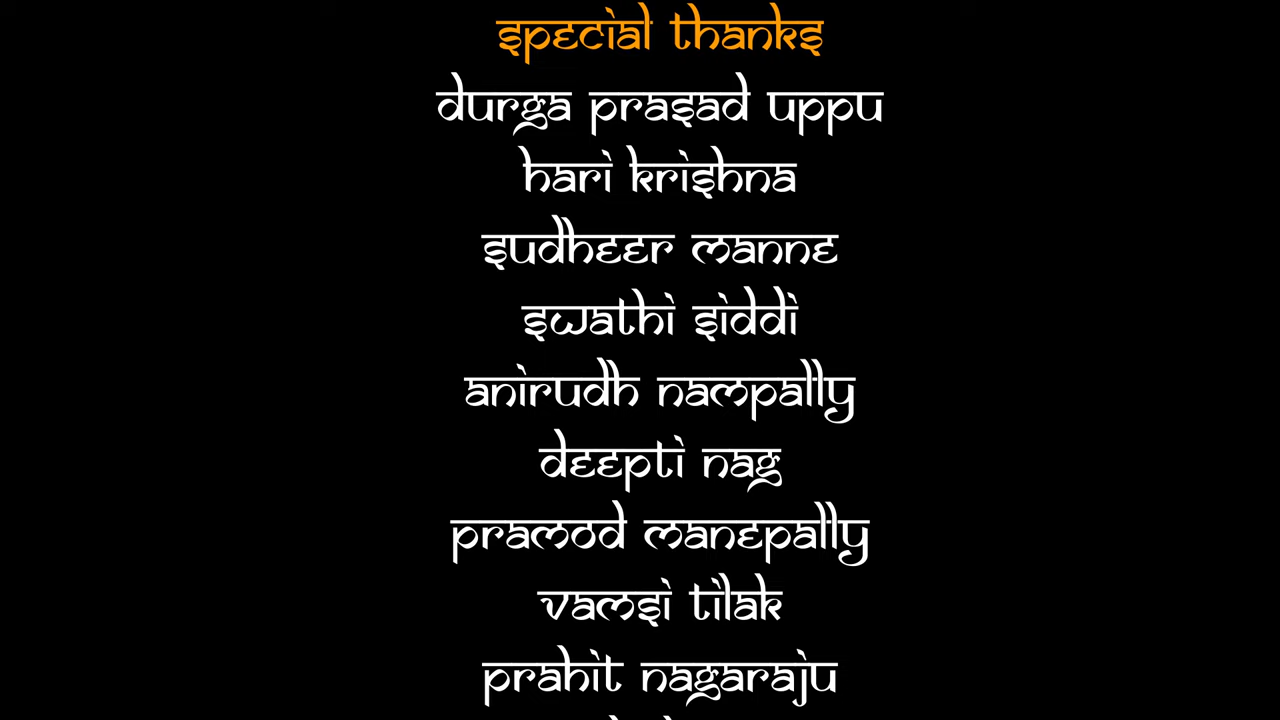 special thanks
durga prasad uppu
hari krishna
sudheer manne
swathi siddi
anirudh nampally
deepti nag
pramod manepally
vamsi tilak
prahit nagaraju